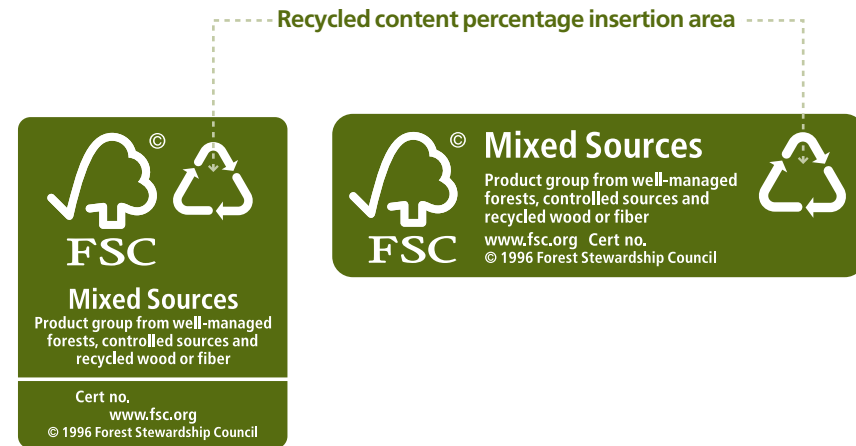 Recycled content percentage insertion area
©
FSC
Mixed Sources
Product group from well-managed
forests, controlled sources and
recycled wood or fiber
Cert no.
www.fsc.org
© 1996 Forest Stewardship Council
©
FSC
Mixed Sources
Product group from well-managed
forests, controlled sources and
recycled wood or fiber
www.fsc.org Cert no.
© 1996 Forest Stewardship Council